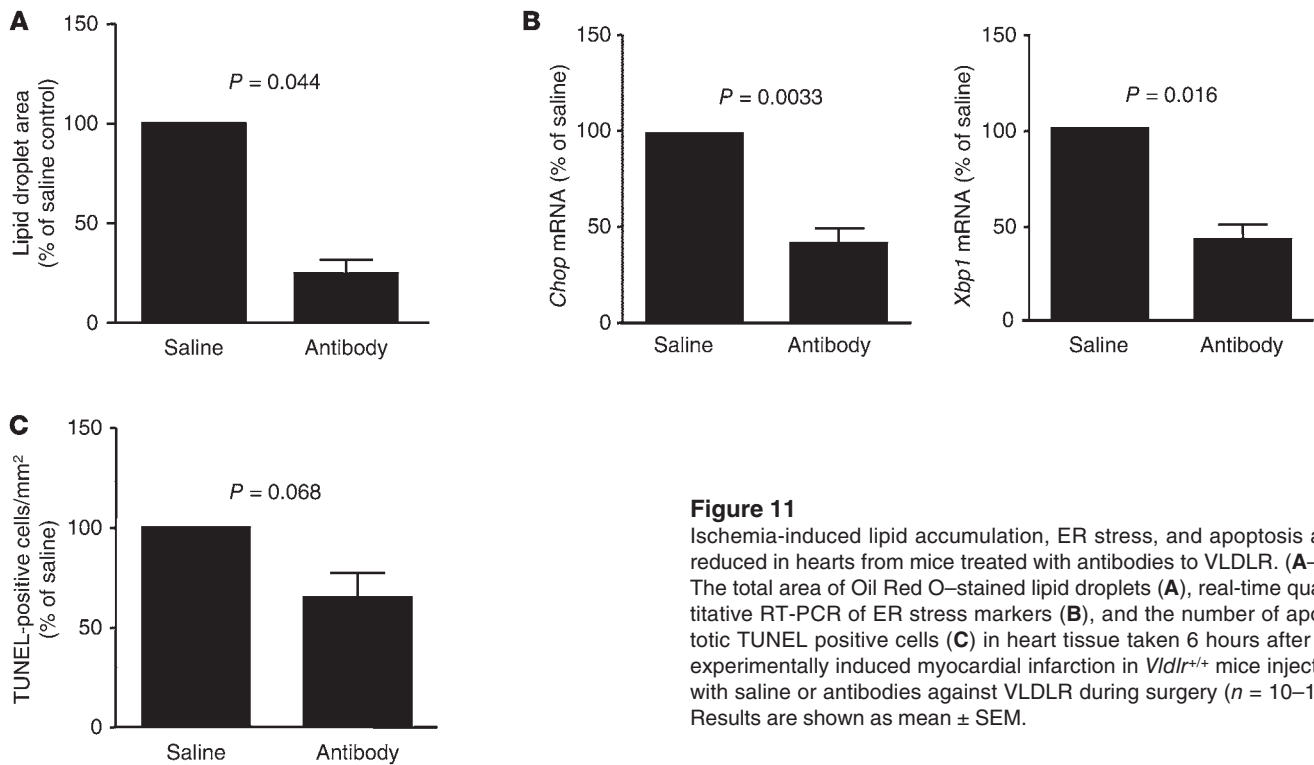 A
150
100
50
0
Lipid droplet area
(% of saline control)
P = 0.044
Saline Antibody
B
150
100
50
0
Chop mRNA (% of saline)
P = 0.0033
Saline Antibody
150
100
50
0
Xbp1 mRNA (% of saline)
P = 0.016
Saline Antibody
C
150
100
50
0
TUNEL-positive cells/mm²
(% of saline)
P = 0.068
Saline Antibody
Figure 11
Ischemia-induced lipid accumulation, ER stress, and apoptosis a
reduced in hearts from mice treated with antibodies to VLDLR. (A–
The total area of Oil Red O–stained lipid droplets (A), real-time qua
titative RT-PCR of ER stress markers (B), and the number of apo
totic TUNEL positive cells (C) in heart tissue taken 6 hours after
experimentally induced myocardial infarction in Vldlr+/+ mice inject
with saline or antibodies against VLDLR during surgery (n = 10–1
Results are shown as mean ± SEM.